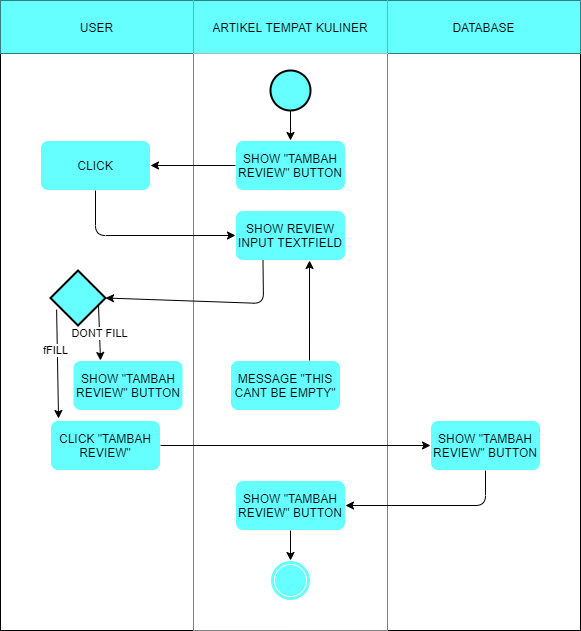 USER
ARTIKEL TEMPAT KULINER
DATABASE
SHOW "TAMBAH
REVIEW" BUTTON
CLICK
SHOW REVIEW
INPUT TEXTFIELD
DONT FILL
fFILL
SHOW "TAMBAH
REVIEW" BUTTON
MESSAGE "THIS
CANT BE EMPTY"
CLICK "TAMBAH
REVIEW"
SHOW "TAMBAH
REVIEW" BUTTON
SHOW "TAMBAH
REVIEW" BUTTON